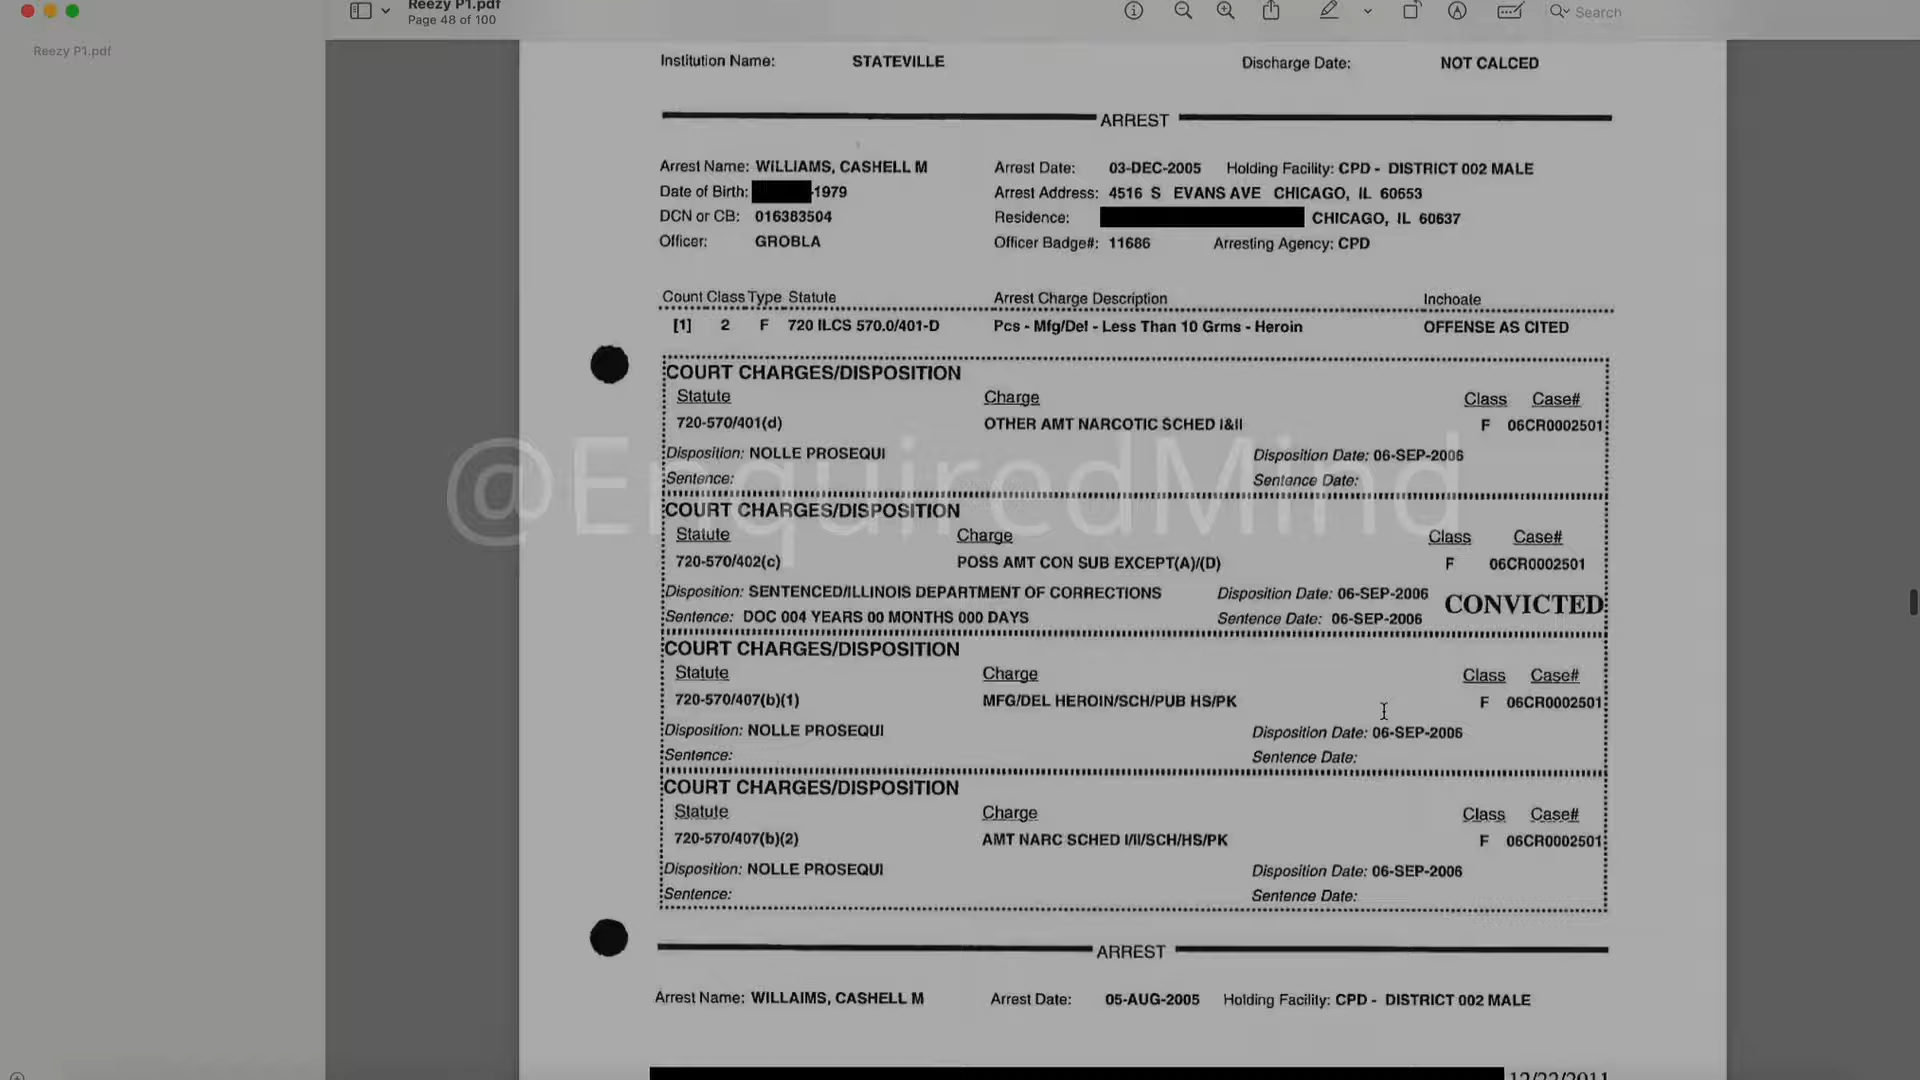 Reezy P1.pdf
Page 48 of 100
Search
Reezy P1.pdf
Institution Name: STATEVILLE Discharge Date: NOT CALCED
ARREST
Arrest Name: WILLIAMS, CASHELL M Arrest Date: 03-DEC-2005 Holding Facility: CPD - DISTRICT 002 MALE
Date of Birth: -1979 Arrest Address: 4516 S EVANS AVE CHICAGO, IL 60653
DCN or CB: 016383504 Residence: CHICAGO, IL 60637
Officer: GROBLA Officer Badge#: 11686 Arresting Agency: CPD
Count Class Type Statute Arrest Charge Description Inchoate
[1] 2 F 720 ILCS 570.0/401-D Pcs - Mfg/Del - Less Than 10 Grms - Heroin OFFENSE AS CITED
COURT CHARGES/DISPOSITION
Statute Charge Class Case#
720-570/401(d) OTHER AMT NARCOTIC SCHED I&II F 06CR0002501
Disposition: NOLLE PROSEQUI Disposition Date: 06-SEP-2006
Sentence: Sentence Date:
@EnquiredMind
COURT CHARGES/DISPOSITION
Statute Charge Class Case#
720-570/402(c) POSS AMT CON SUB EXCEPT(A)/(D) F 06CR0002501
Disposition: SENTENCED/ILLINOIS DEPARTMENT OF CORRECTIONS Disposition Date: 06-SEP-2006 CONVICTED
Sentence: DOC 004 YEARS 00 MONTHS 000 DAYS Sentence Date: 06-SEP-2006
COURT CHARGES/DISPOSITION
Statute Charge Class Case#
720-570/407(b)(1) MFG/DEL HEROIN/SCH/PUB HS/PK F 06CR0002501
Disposition: NOLLE PROSEQUI Disposition Date: 06-SEP-2006
Sentence: Sentence Date:
COURT CHARGES/DISPOSITION
Statute Charge Class Case#
720-570/407(b)(2) AMT NARC SCHED I/II/SCH/HS/PK F 06CR0002501
Disposition: NOLLE PROSEQUI Disposition Date: 06-SEP-2006
Sentence: Sentence Date:
ARREST
Arrest Name: WILLAIMS, CASHELL M Arrest Date: 05-AUG-2005 Holding Facility: CPD - DISTRICT 002 MALE
12/22/2011